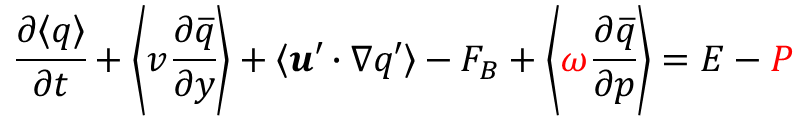 ∂⟨q⟩/∂t + ⟨v ∂q̄/∂y⟩ + ⟨𝒖′ · ∇q′⟩ − F_B + ⟨ω ∂q̄/∂p⟩ = E − P